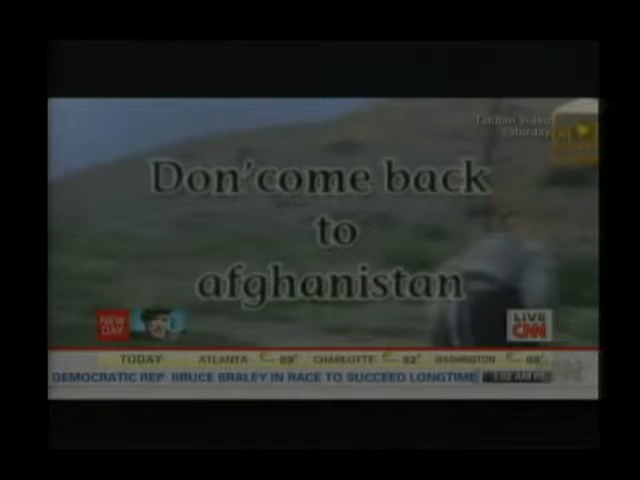 Taliban Video
Saturday
Don'come back
to
afghanistan
NEW
DAY
LIVE
CNN
TODAY ATLANTA 89° CHARLOTTE 92° WASHINGTON 88°
DEMOCRATIC REP BRUCE BRALEY IN RACE TO SUCCEED LONGTIME